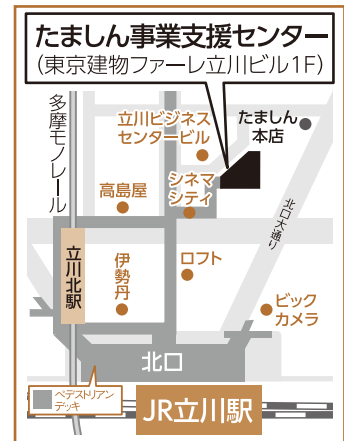 たましん事業支援センター
(東京建物ファーレ立川ビル1F)
多摩モノレール
立川ビジネス
センタービル
たましん
本店
シネマ
シティ
高島屋
北口大通り
立川北駅
伊勢丹
ロフト
ビック
カメラ
北口
ペデストリアン
デッキ
JR立川駅